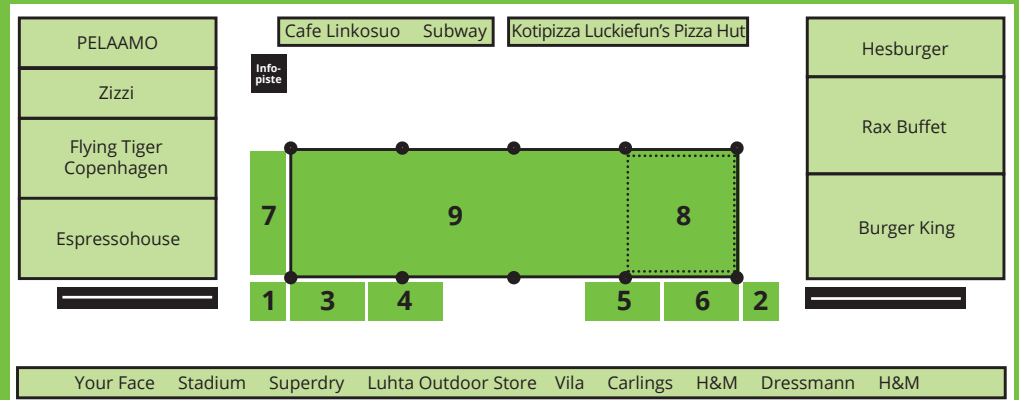 PELAAMO
Zizzi
Flying Tiger
Copenhagen
Espressohouse
Cafe Linkosuo Subway
Kotipizza Luckiefun's Pizza Hut
Info-
piste
Hesburger
Rax Buffet
Burger King
7
9
8
1
3
4
5
6
2
Your Face Stadium Superdry Luhta Outdoor Store Vila Carlings H&M Dressmann H&M